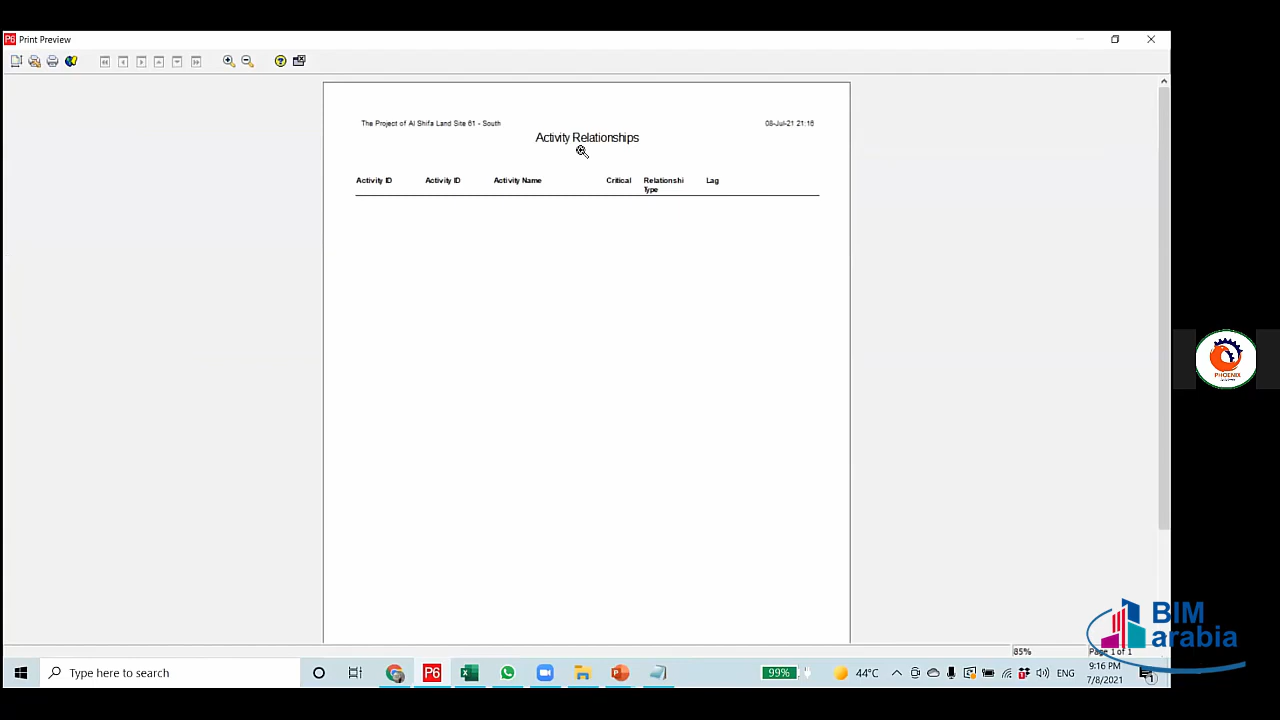 Print Preview
The Project of Al Shifa Land Site 61 - South
08-Jul-21 21:16
Activity Relationships
Activity ID Activity ID Activity Name Critical Relationshi Lag
Type
PHOENIX
BIM
arabia
85% Page 1 of 1
Type here to search
99%
44°C
ENG
9:16 PM
7/8/2021